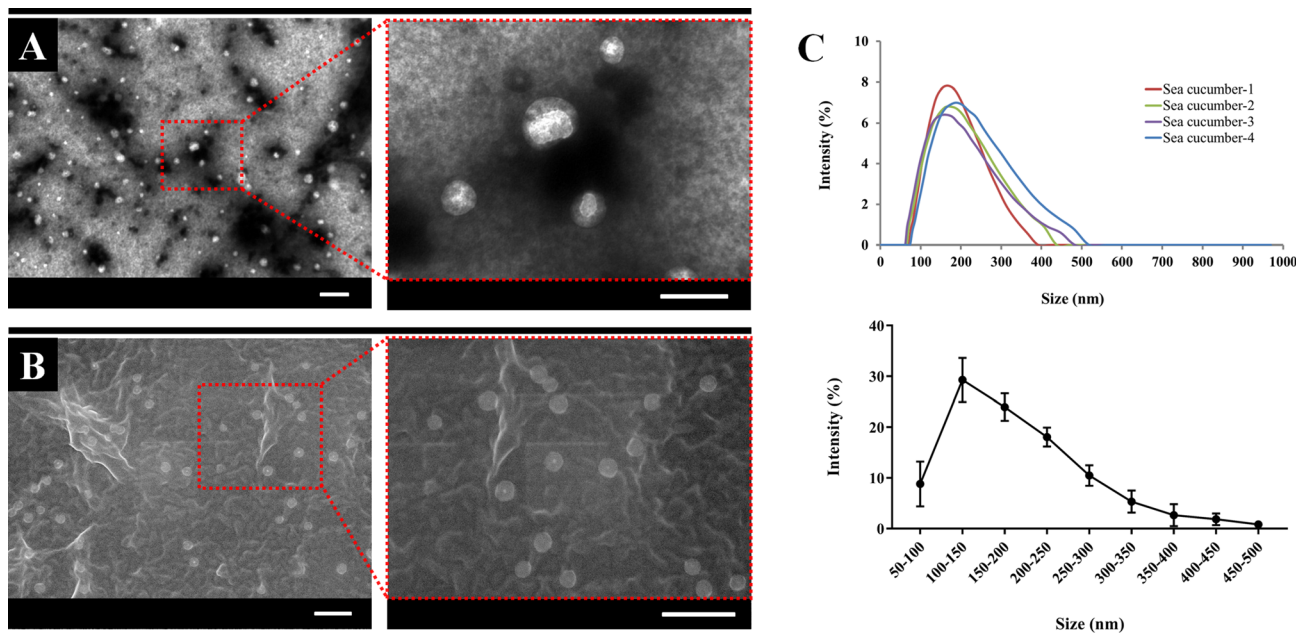 A
B
C
10
8
6
4
2
0
Intensity (%)
Sea cucumber-1
Sea cucumber-2
Sea cucumber-3
Sea cucumber-4
0 100 200 300 400 500 600 700 800 900 1000
Size (nm)
40
30
20
10
0
Intensity (%)
50-100 100-150 150-200 200-250 250-300 300-350 350-400 400-450 450-500
Size (nm)